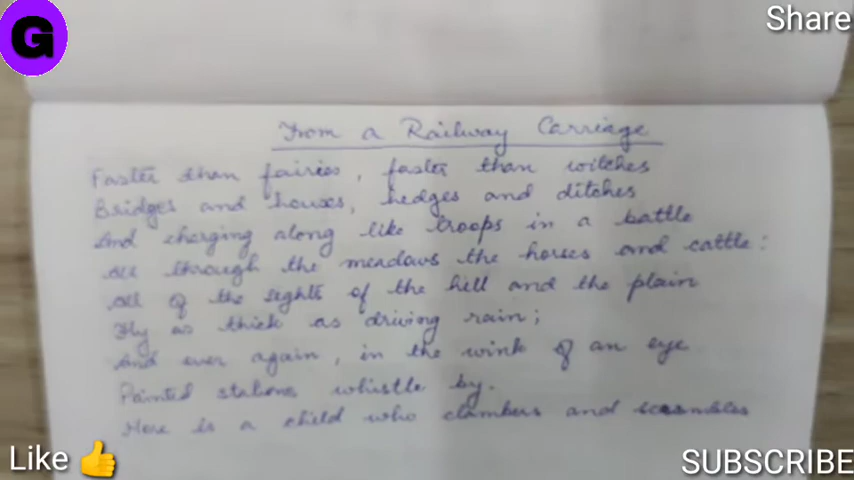 G
Share
From a Railway Carriage
Faster than fairies, faster than witches
Bridges and houses, hedges and ditches
And charging along like troops in a battle
All through the meadows the horses and cattle:
All of the sights of the hill and the plain
Fly as thick as driving rain;
And ever again, in the wink of an eye
Painted stations whistle by.
Here is a child who clambers and scrambles
Like 👍
SUBSCRIBE